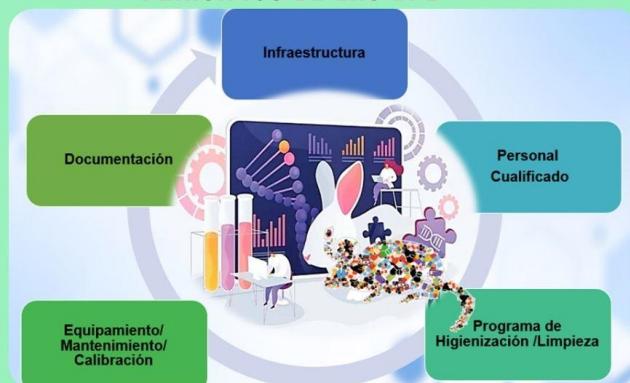 Infraestructura
Documentación
Personal
Cualificado
Equipamiento/
Mantenimiento/
Calibración
Programa de
Higienización /Limpieza